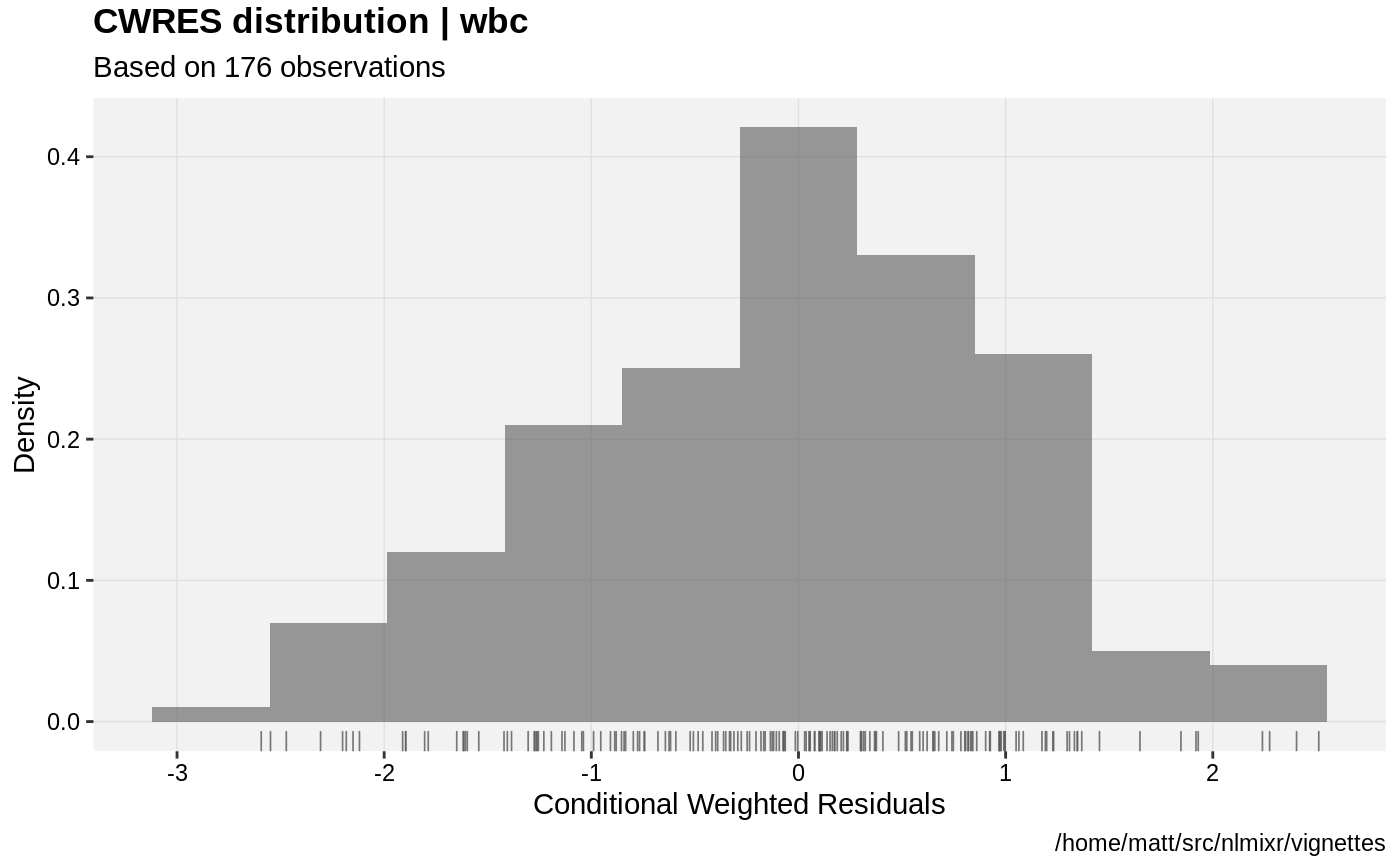 CWRES distribution | wbc
Based on 176 observations
Density
0.4
0.3
0.2
0.1
0.0
-3 -2 -1 0 1 2
Conditional Weighted Residuals
/home/matt/src/nlmixr/vignettes